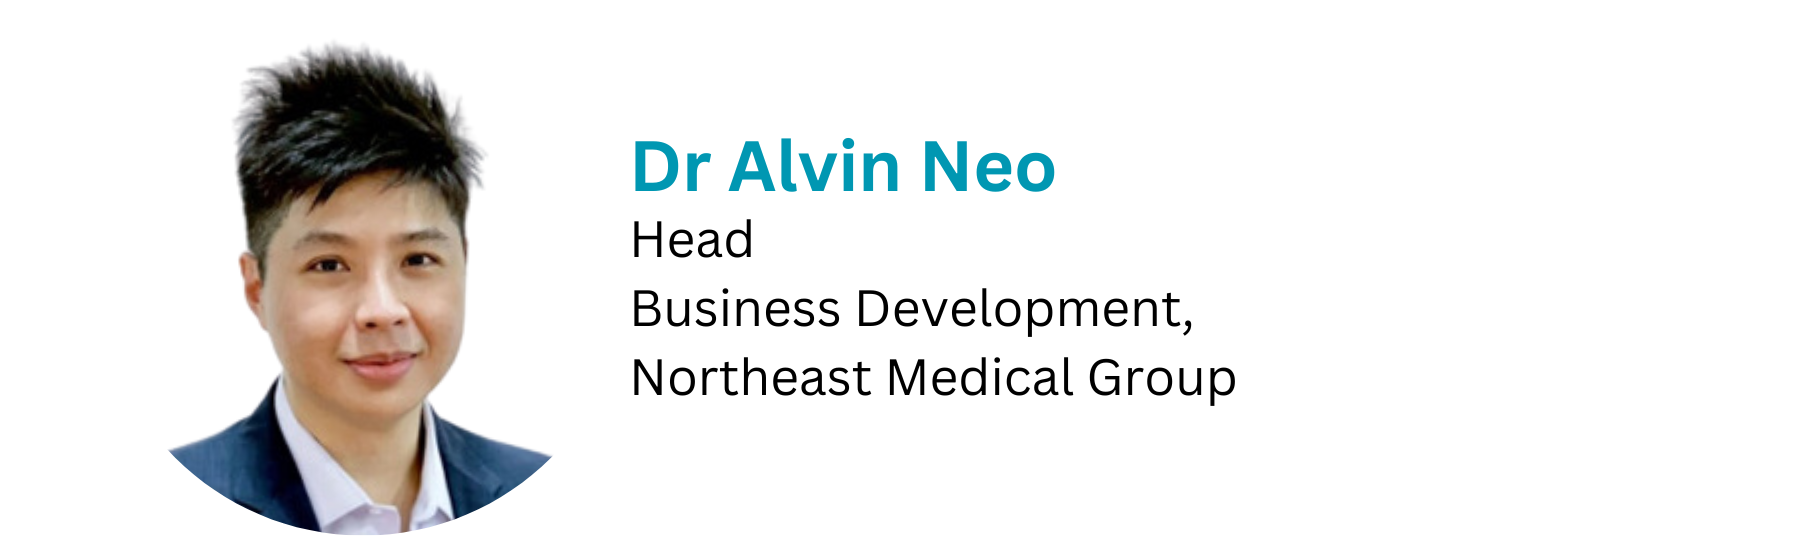 Dr Alvin Neo
Head
Business Development,
Northeast Medical Group